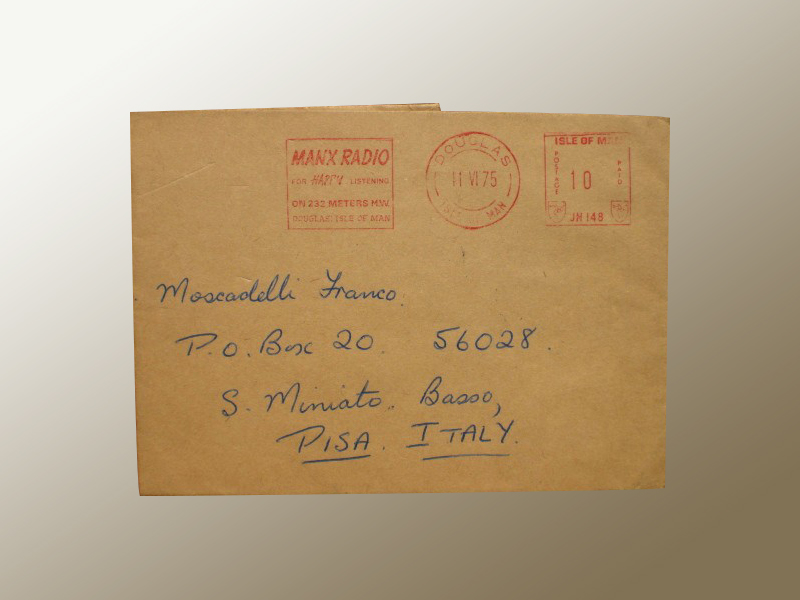 MANX RADIO
FOR HAPPY LISTENING
ON 232 METERS M.W.
DOUGLAS: ISLE OF MAN
DOUGLAS
11 VI 75
MAN
ISLE OF MAN
POSTAGE
10
PAID
JH 148
Moscadelli Franco.
P.O. Box 20. 56028.
S. Miniato. Basso,
PISA. ITALY.